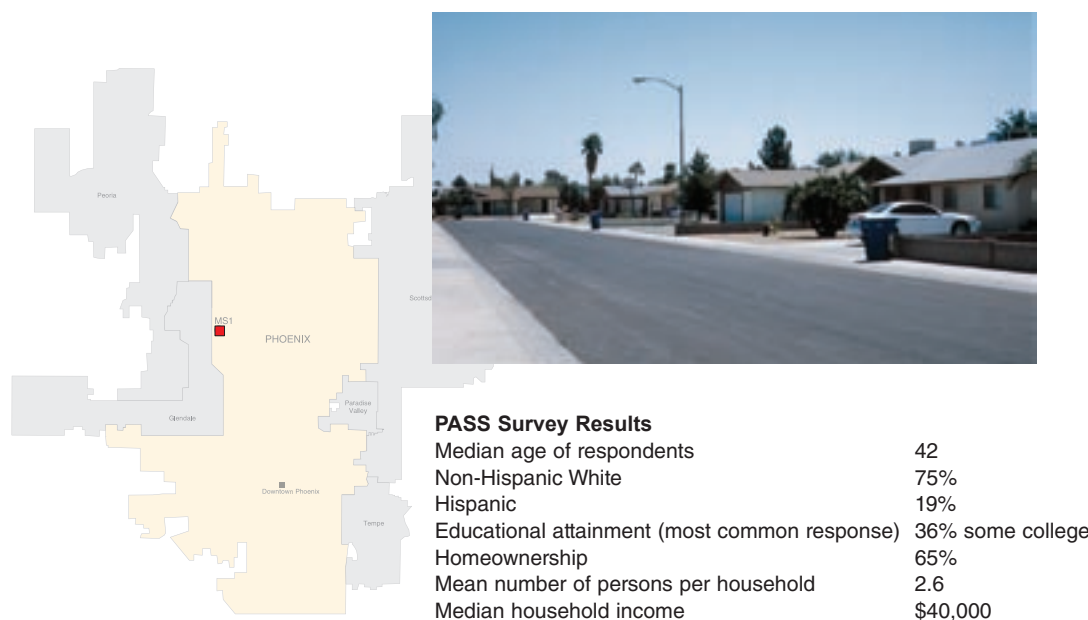 Peoria
MS1
PHOENIX
Scottsd
Paradise
Valley
Glendale
Downtown Phoenix
Tempe
PASS Survey Results
Median age of respondents 42
Non-Hispanic White 75%
Hispanic 19%
Educational attainment (most common response) 36% some college
Homeownership 65%
Mean number of persons per household 2.6
Median household income $40,000